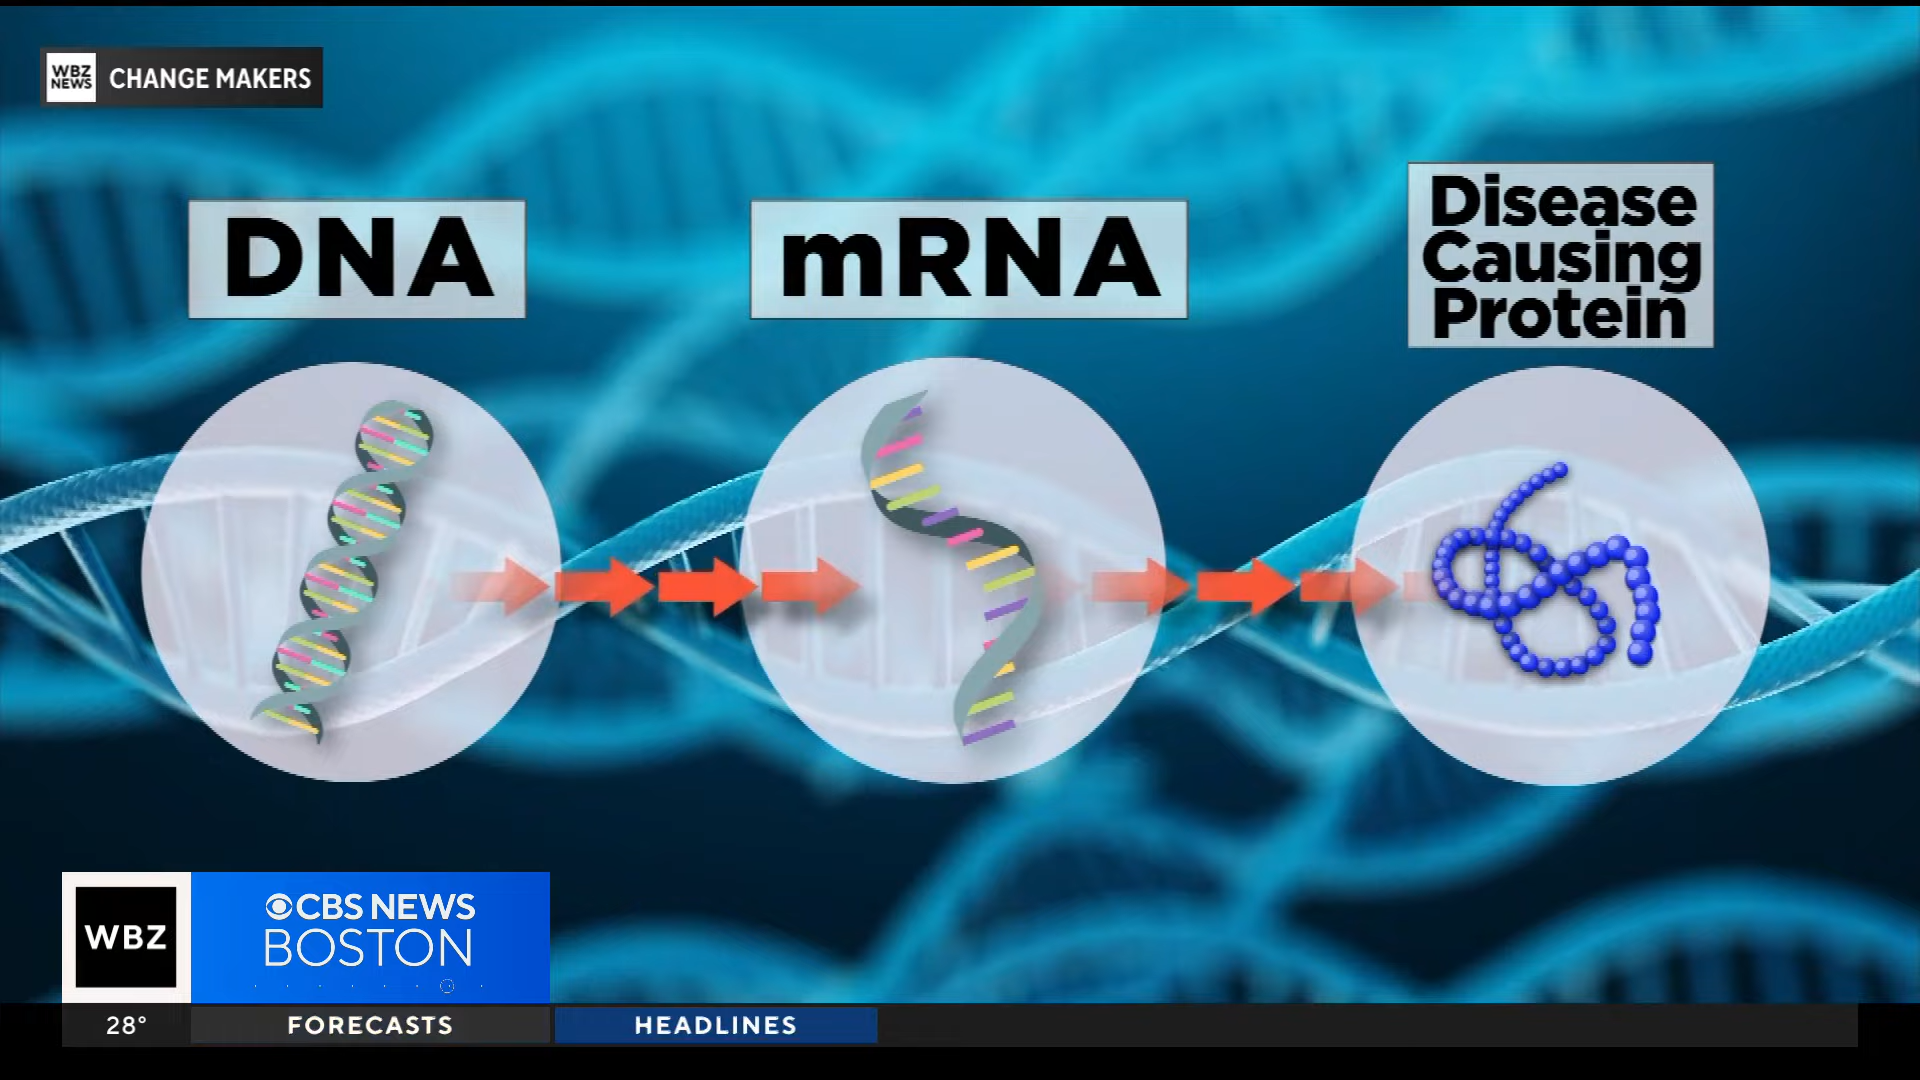 WBZ
NEWS
CHANGE MAKERS
DNA
mRNA
Disease
Causing
Protein
WBZ
CBS NEWS
BOSTON
28°
FORECASTS
HEADLINES